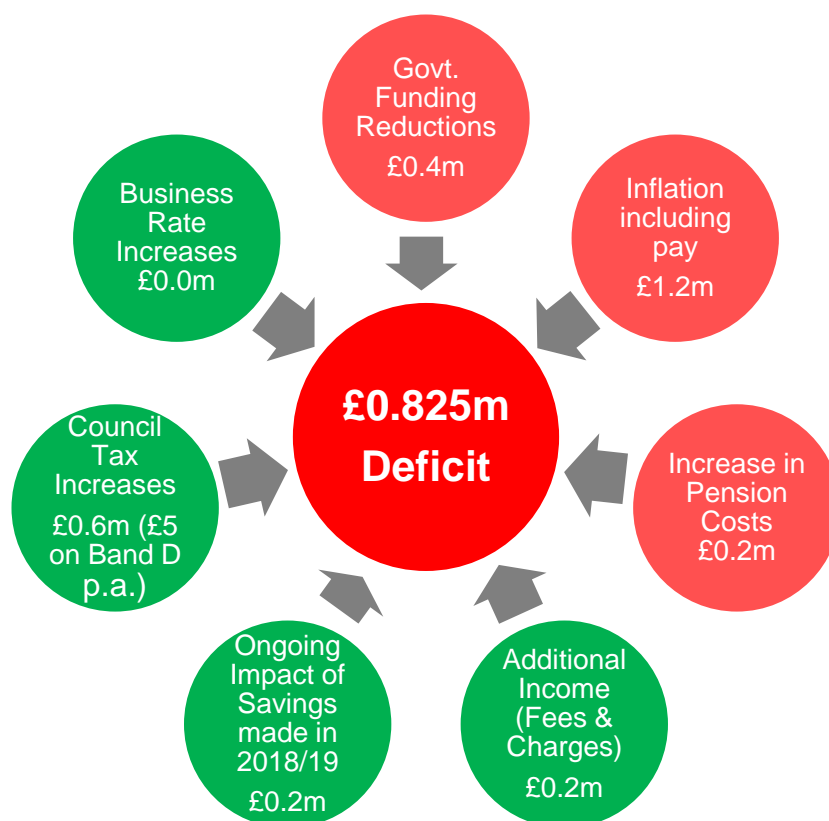 Govt.
Funding
Reductions
£0.4m
Inflation
including
pay
£1.2m
Increase in
Pension
Costs
£0.2m
Additional
Income
(Fees &
Charges)
£0.2m
Ongoing
Impact of
Savings
made in
2018/19
£0.2m
Council
Tax
Increases
£0.6m (£5
on Band D
p.a.)
Business
Rate
Increases
£0.0m
£0.825m
Deficit